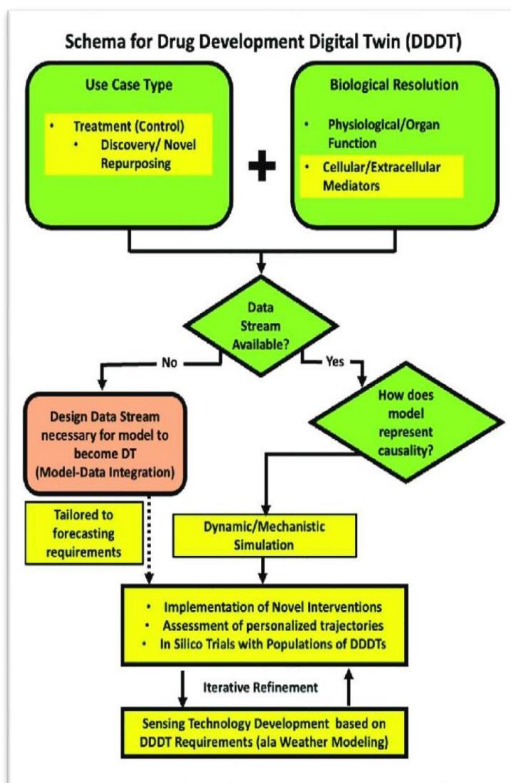 Schema for Drug Development Digital Twin (DDDT)
Use Case Type
• Treatment (Control)
• Discovery/ Novel
Repurposing
+
Biological Resolution
• Physiological/Organ
Function
• Cellular/Extracellular
Mediators
Data
Stream
Available?
No
Yes
How does
model
represent
causality?
Design Data Stream
necessary for model to
become DT
(Model-Data Integration)
Tailored to
forecasting
requirements
Dynamic/Mechanistic
Simulation
• Implementation of Novel Interventions
• Assessment of personalized trajectories
• In Silico Trials with Populations of DDDTs
Iterative Refinement
Sensing Technology Development based on
DDDT Requirements (ala Weather Modeling)